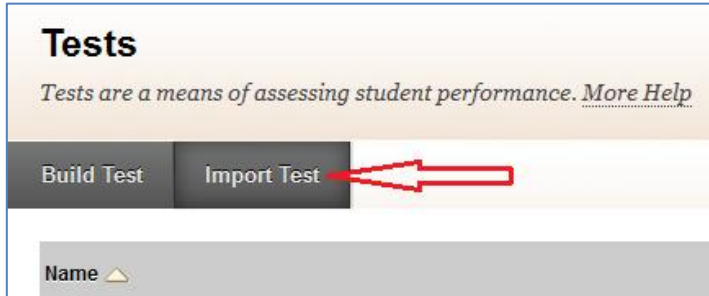 Tests
Tests are a means of assessing student performance. More Help
Build Test Import Test
Name